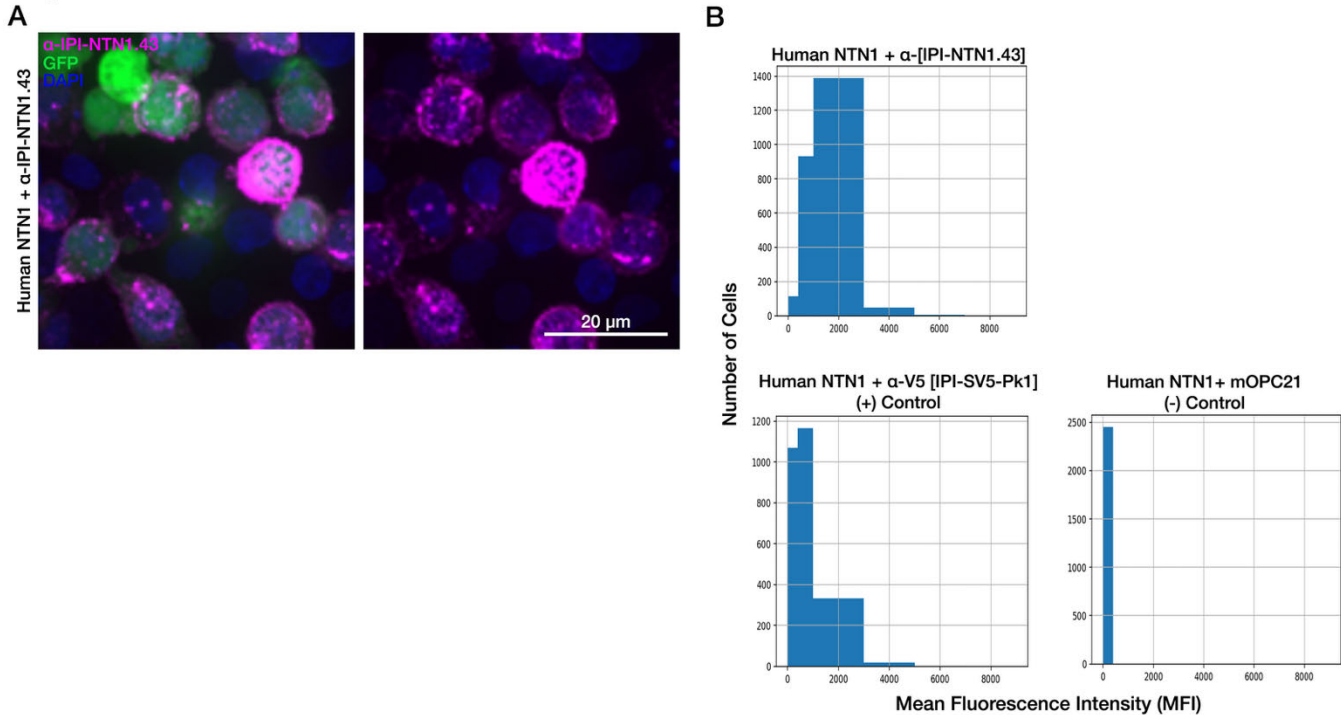 A
α-IPI-NTN1.43
GFP
DAPI
Human NTN1 + α-IPI-NTN1.43
20 µm
B
Human NTN1 + α-[IPI-NTN1.43]
1400
1200
1000
800
600
400
200
0
0 2000 4000 6000 8000
Number of Cells
Human NTN1 + α-V5 [IPI-SV5-Pk1]
(+) Control
1200
1000
800
600
400
200
0
0 2000 4000 6000 8000
Human NTN1+ mOPC21
(-) Control
2500
2000
1500
1000
500
0
0 2000 4000 6000 8000
Mean Fluorescence Intensity (MFI)